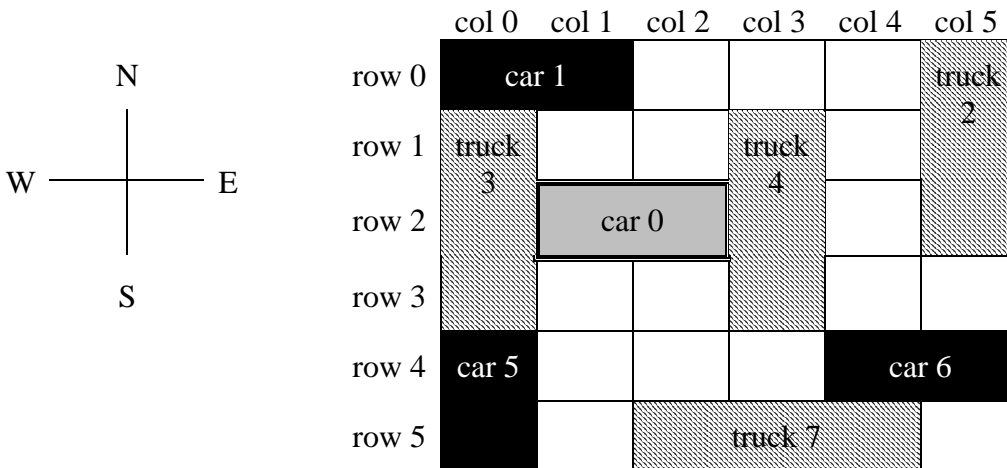 col 0 col 1 col 2 col 3 col 4 col 5
N
row 0 car 1 truck 2
row 1 truck 3 truck 4
W E
row 2 car 0
S
row 3
row 4 car 5 car 6
row 5 truck 7